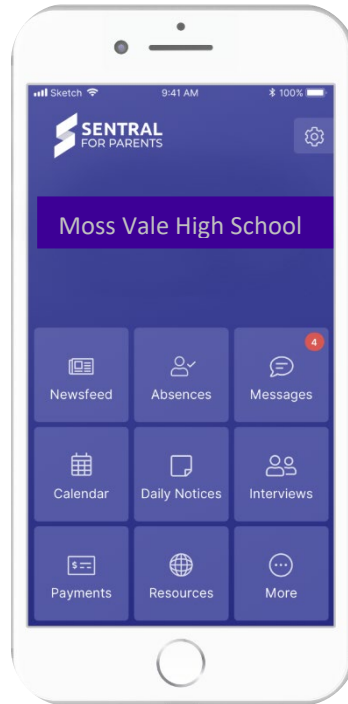 Sketch 9:41 AM 100%
SENTRAL
FOR PARENTS
Moss Vale High School
4
Newsfeed Absences Messages
Calendar Daily Notices Interviews
$
Payments Resources More